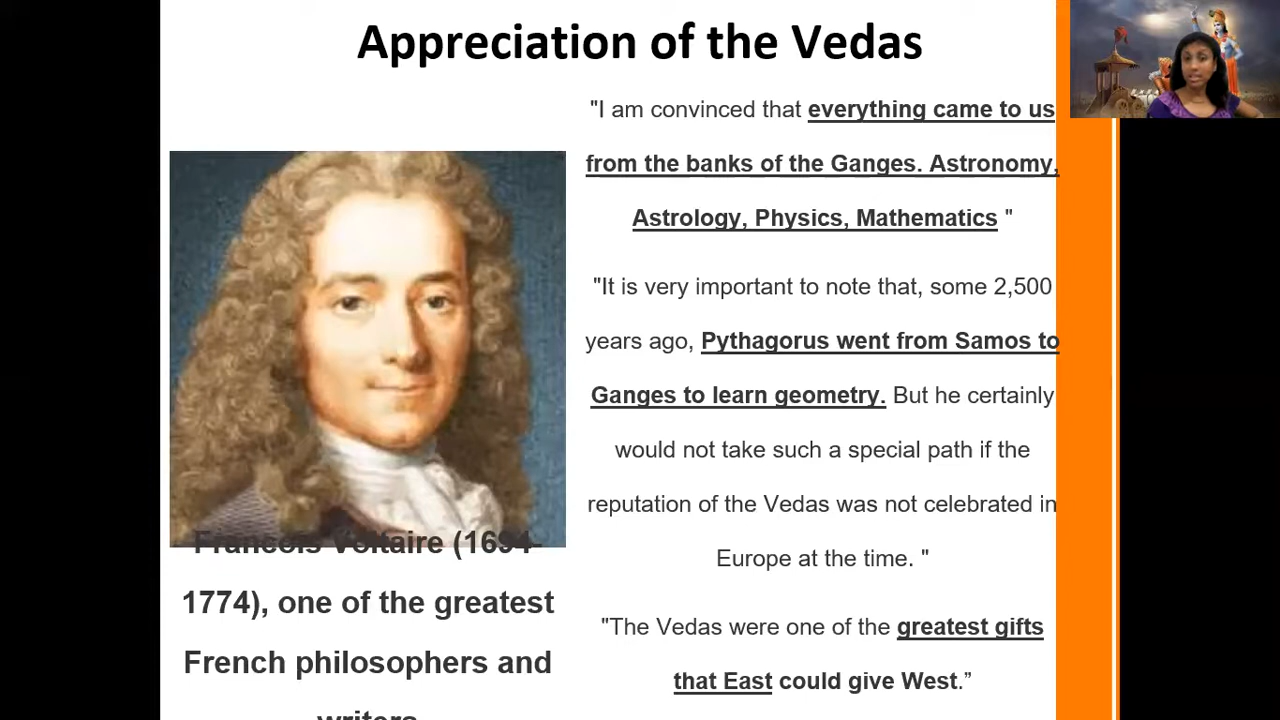 Appreciation of the Vedas
"I am convinced that everything came to us
from the banks of the Ganges. Astronomy,
Astrology, Physics, Mathematics "
"It is very important to note that, some 2,500
years ago, Pythagorus went from Samos to
Ganges to learn geometry. But he certainly
would not take such a special path if the
reputation of the Vedas was not celebrated in
Europe at the time. "
"The Vedas were one of the greatest gifts
that East could give West.”
Francois Voltaire (1694-
1774), one of the greatest
French philosophers and
writers